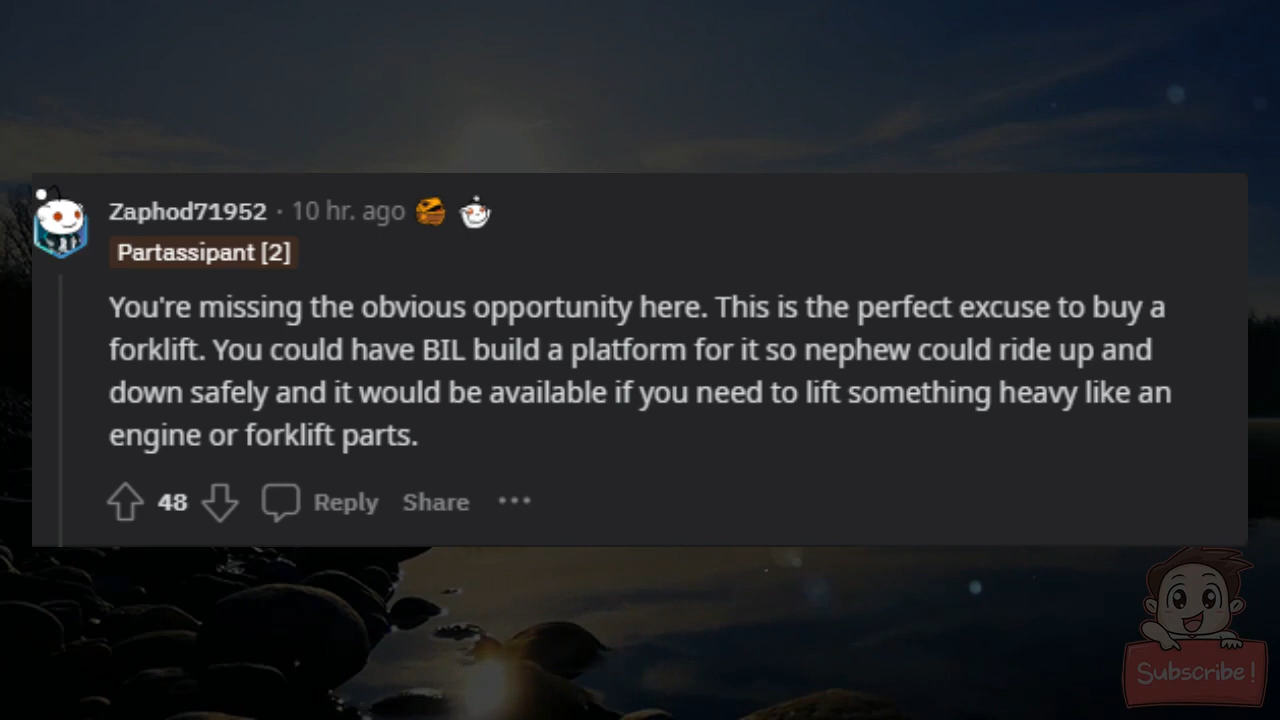 Zaphod71952 · 10 hr. ago
Partassipant [2]
You're missing the obvious opportunity here. This is the perfect excuse to buy a
forklift. You could have BIL build a platform for it so nephew could ride up and
down safely and it would be available if you need to lift something heavy like an
engine or forklift parts.
48 Reply Share ···
Subscribe!